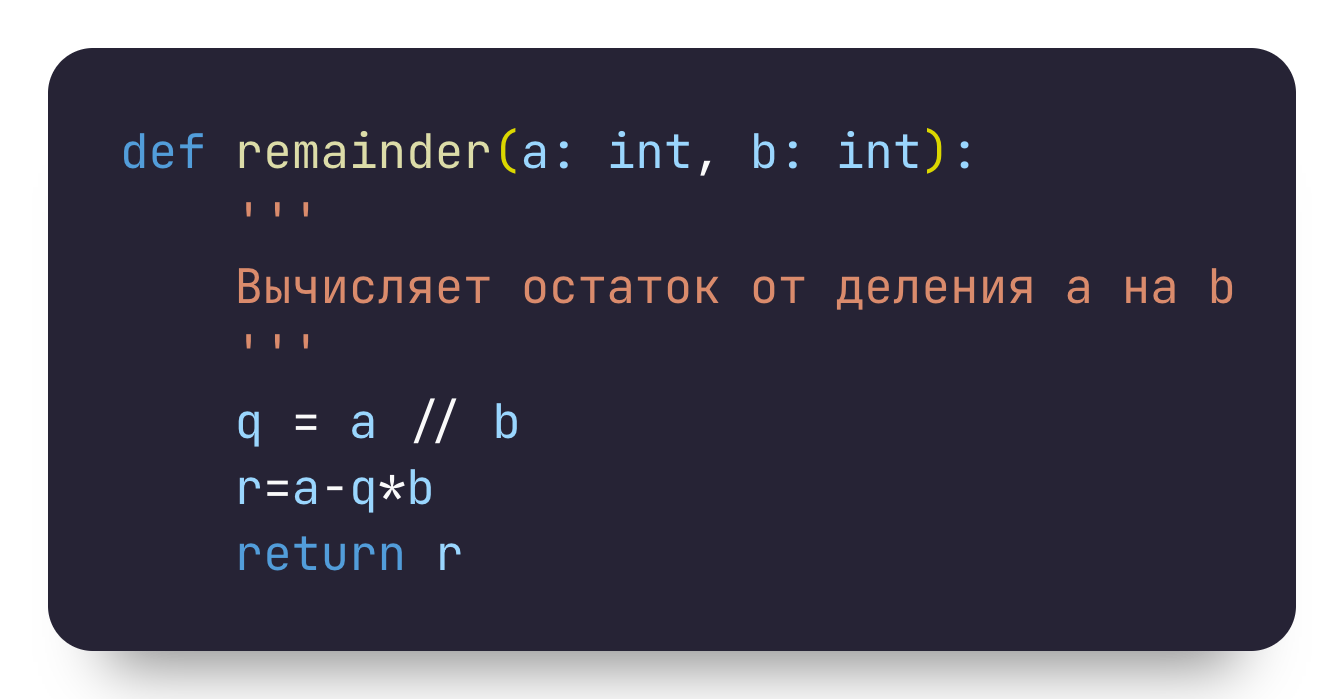 def remainder(a: int, b: int):
    '''
    Вычисляет остаток от деления a на b
    '''
    q = a // b
    r=a-q*b
    return r